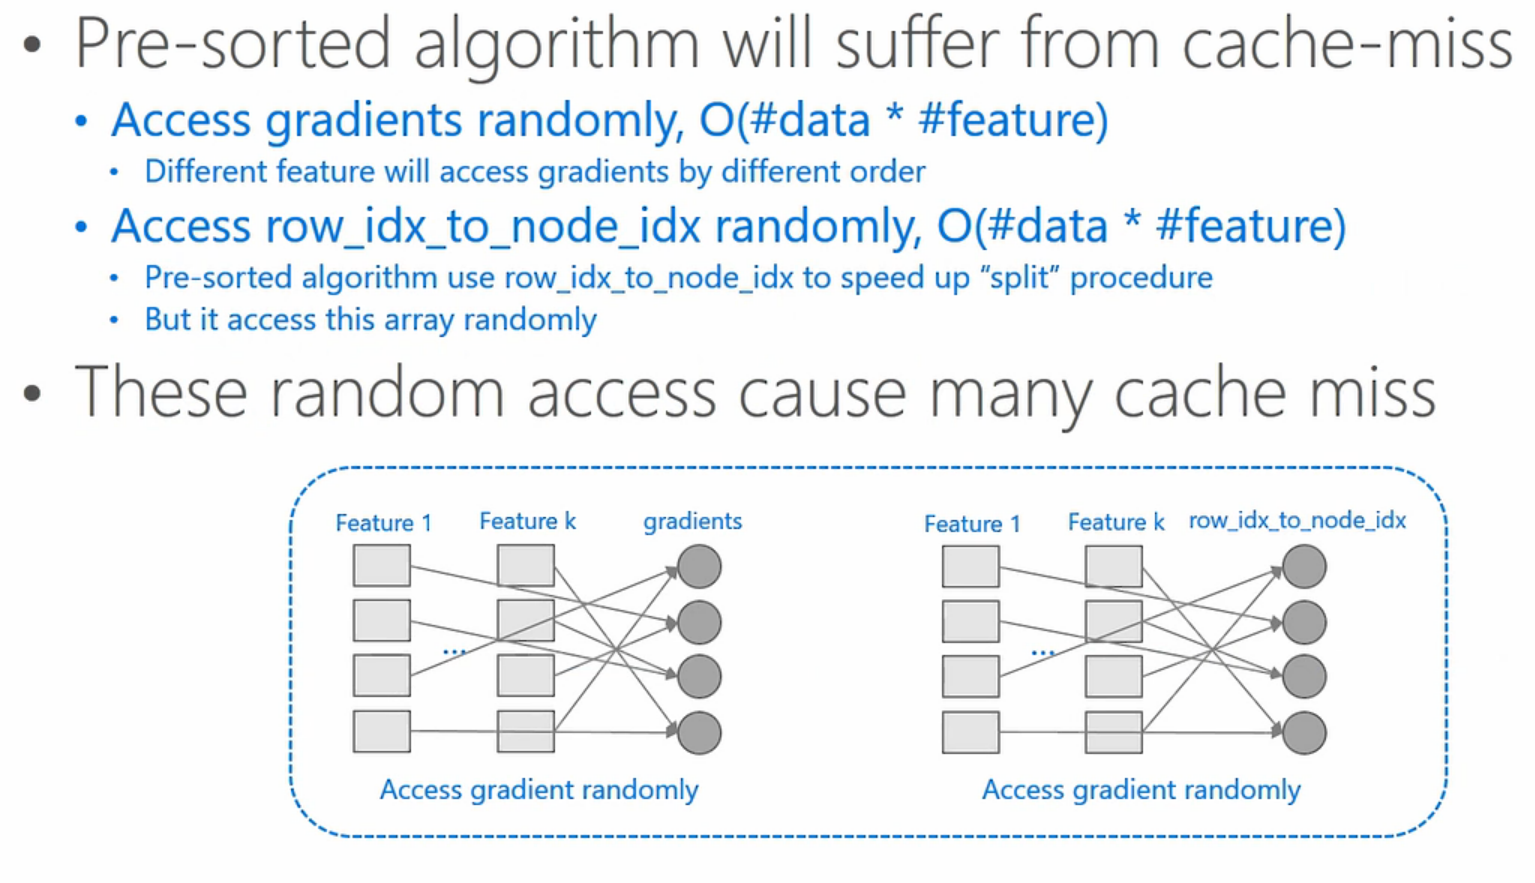 • Pre-sorted algorithm will suffer from cache-miss
• Access gradients randomly, O(#data * #feature)
• Different feature will access gradients by different order
• Access row_idx_to_node_idx randomly, O(#data * #feature)
• Pre-sorted algorithm use row_idx_to_node_idx to speed up “split” procedure
• But it access this array randomly
• These random access cause many cache miss
Feature 1 Feature k gradients
...
Access gradient randomly
Feature 1 Feature k row_idx_to_node_idx
...
Access gradient randomly